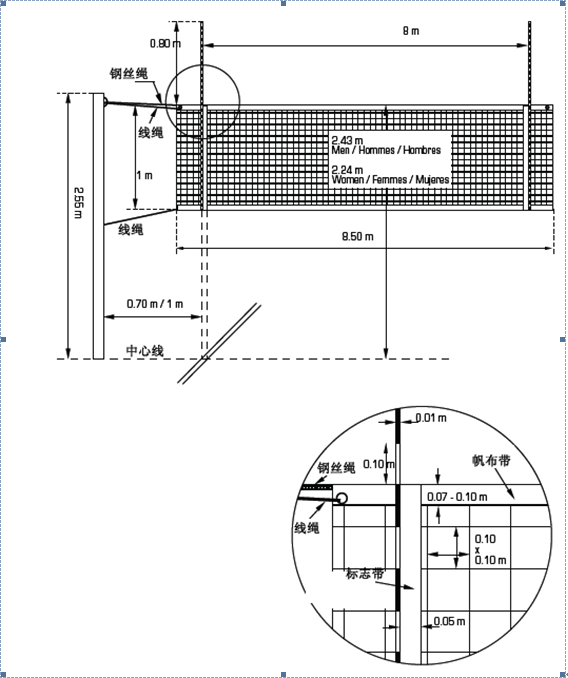 8 m
0.80 m
钢丝绳
线绳
2.43 m
Men / Hommes / Hombres
2.24 m
Women / Femmes / Mujeres
1 m
2.55 m
线绳
8.50 m
0.70 m / 1 m
中心线
0.01 m
0.10 m
钢丝绳
帆布带
0.07 - 0.10 m
线绳
0.10
x
0.10 m
标志带
0.05 m